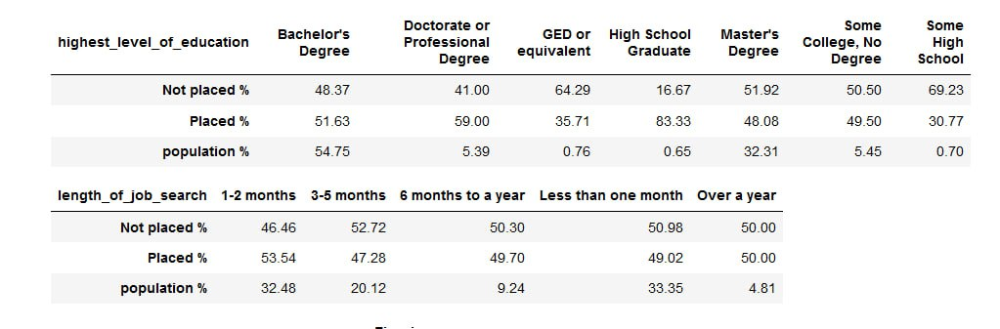 highest_level_of_education Bachelor's Degree Doctorate or Professional Degree GED or equivalent High School Graduate Master's Degree Some College, No Degree Some High School
Not placed % 48.37 41.00 64.29 16.67 51.92 50.50 69.23
Placed % 51.63 59.00 35.71 83.33 48.08 49.50 30.77
population % 54.75 5.39 0.76 0.65 32.31 5.45 0.70
length_of_job_search 1-2 months 3-5 months 6 months to a year Less than one month Over a year
Not placed % 46.46 52.72 50.30 50.98 50.00
Placed % 53.54 47.28 49.70 49.02 50.00
population % 32.48 20.12 9.24 33.35 4.81